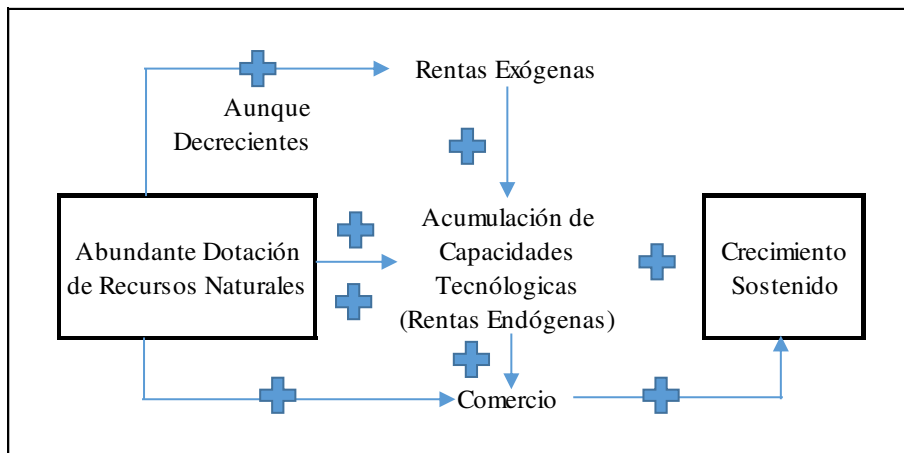 Rentas Exógenas
Aunque
Decrecientes
Abundante Dotación
de Recursos Naturales
Acumulación de
Capacidades
Tecnólogicas
(Rentas Endógenas)
Crecimiento
Sostenido
Comercio